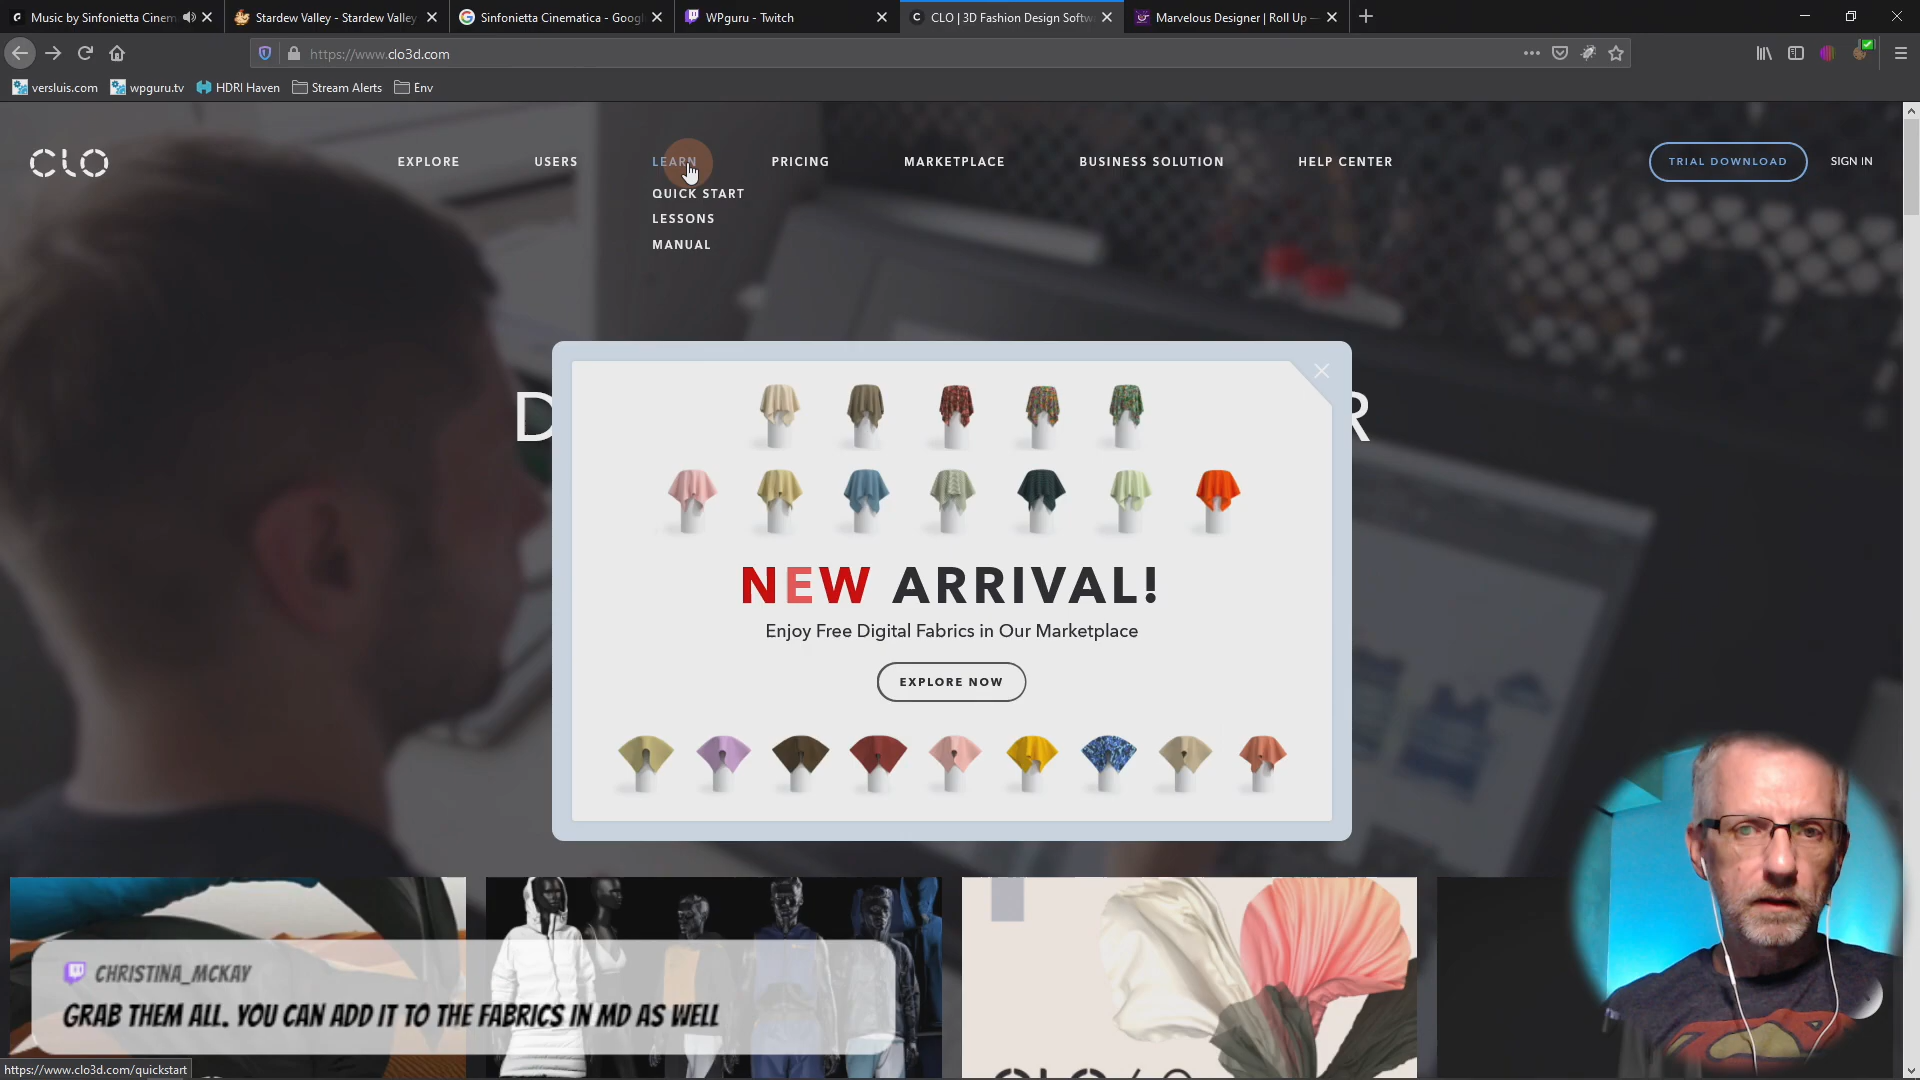 Music by Sinfonietta Cinem
Stardew Valley - Stardew Valley
Sinfonietta Cinematica - Googl
WPguru - Twitch
CLO | 3D Fashion Design Softw
Marvelous Designer | Roll Up —
https://www.clo3d.com
versluis.com
wpguru.tv
HDRI Haven
Stream Alerts
Env
CLO
EXPLORE
USERS
LEARN
PRICING
MARKETPLACE
BUSINESS SOLUTION
HELP CENTER
TRIAL DOWNLOAD
SIGN IN
QUICK START
LESSONS
MANUAL
NEW ARRIVAL!
Enjoy Free Digital Fabrics in Our Marketplace
EXPLORE NOW
CHRISTINA_MCKAY
GRAB THEM ALL. YOU CAN ADD IT TO THE FABRICS IN MD AS WELL
https://www.clo3d.com/quickstart